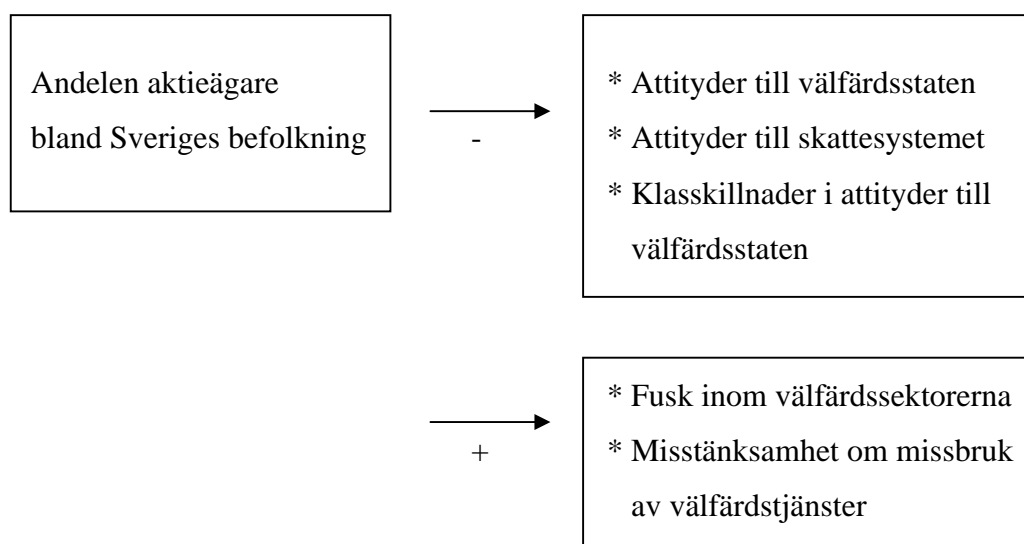 Andelen aktieägare
bland Sveriges befolkning
-
* Attityder till välfärdsstaten
* Attityder till skattesystemet
* Klasskillnader i attityder till
välfärdsstaten
+
* Fusk inom välfärdssektorerna
* Misstänksamhet om missbruk
av välfärdstjänster